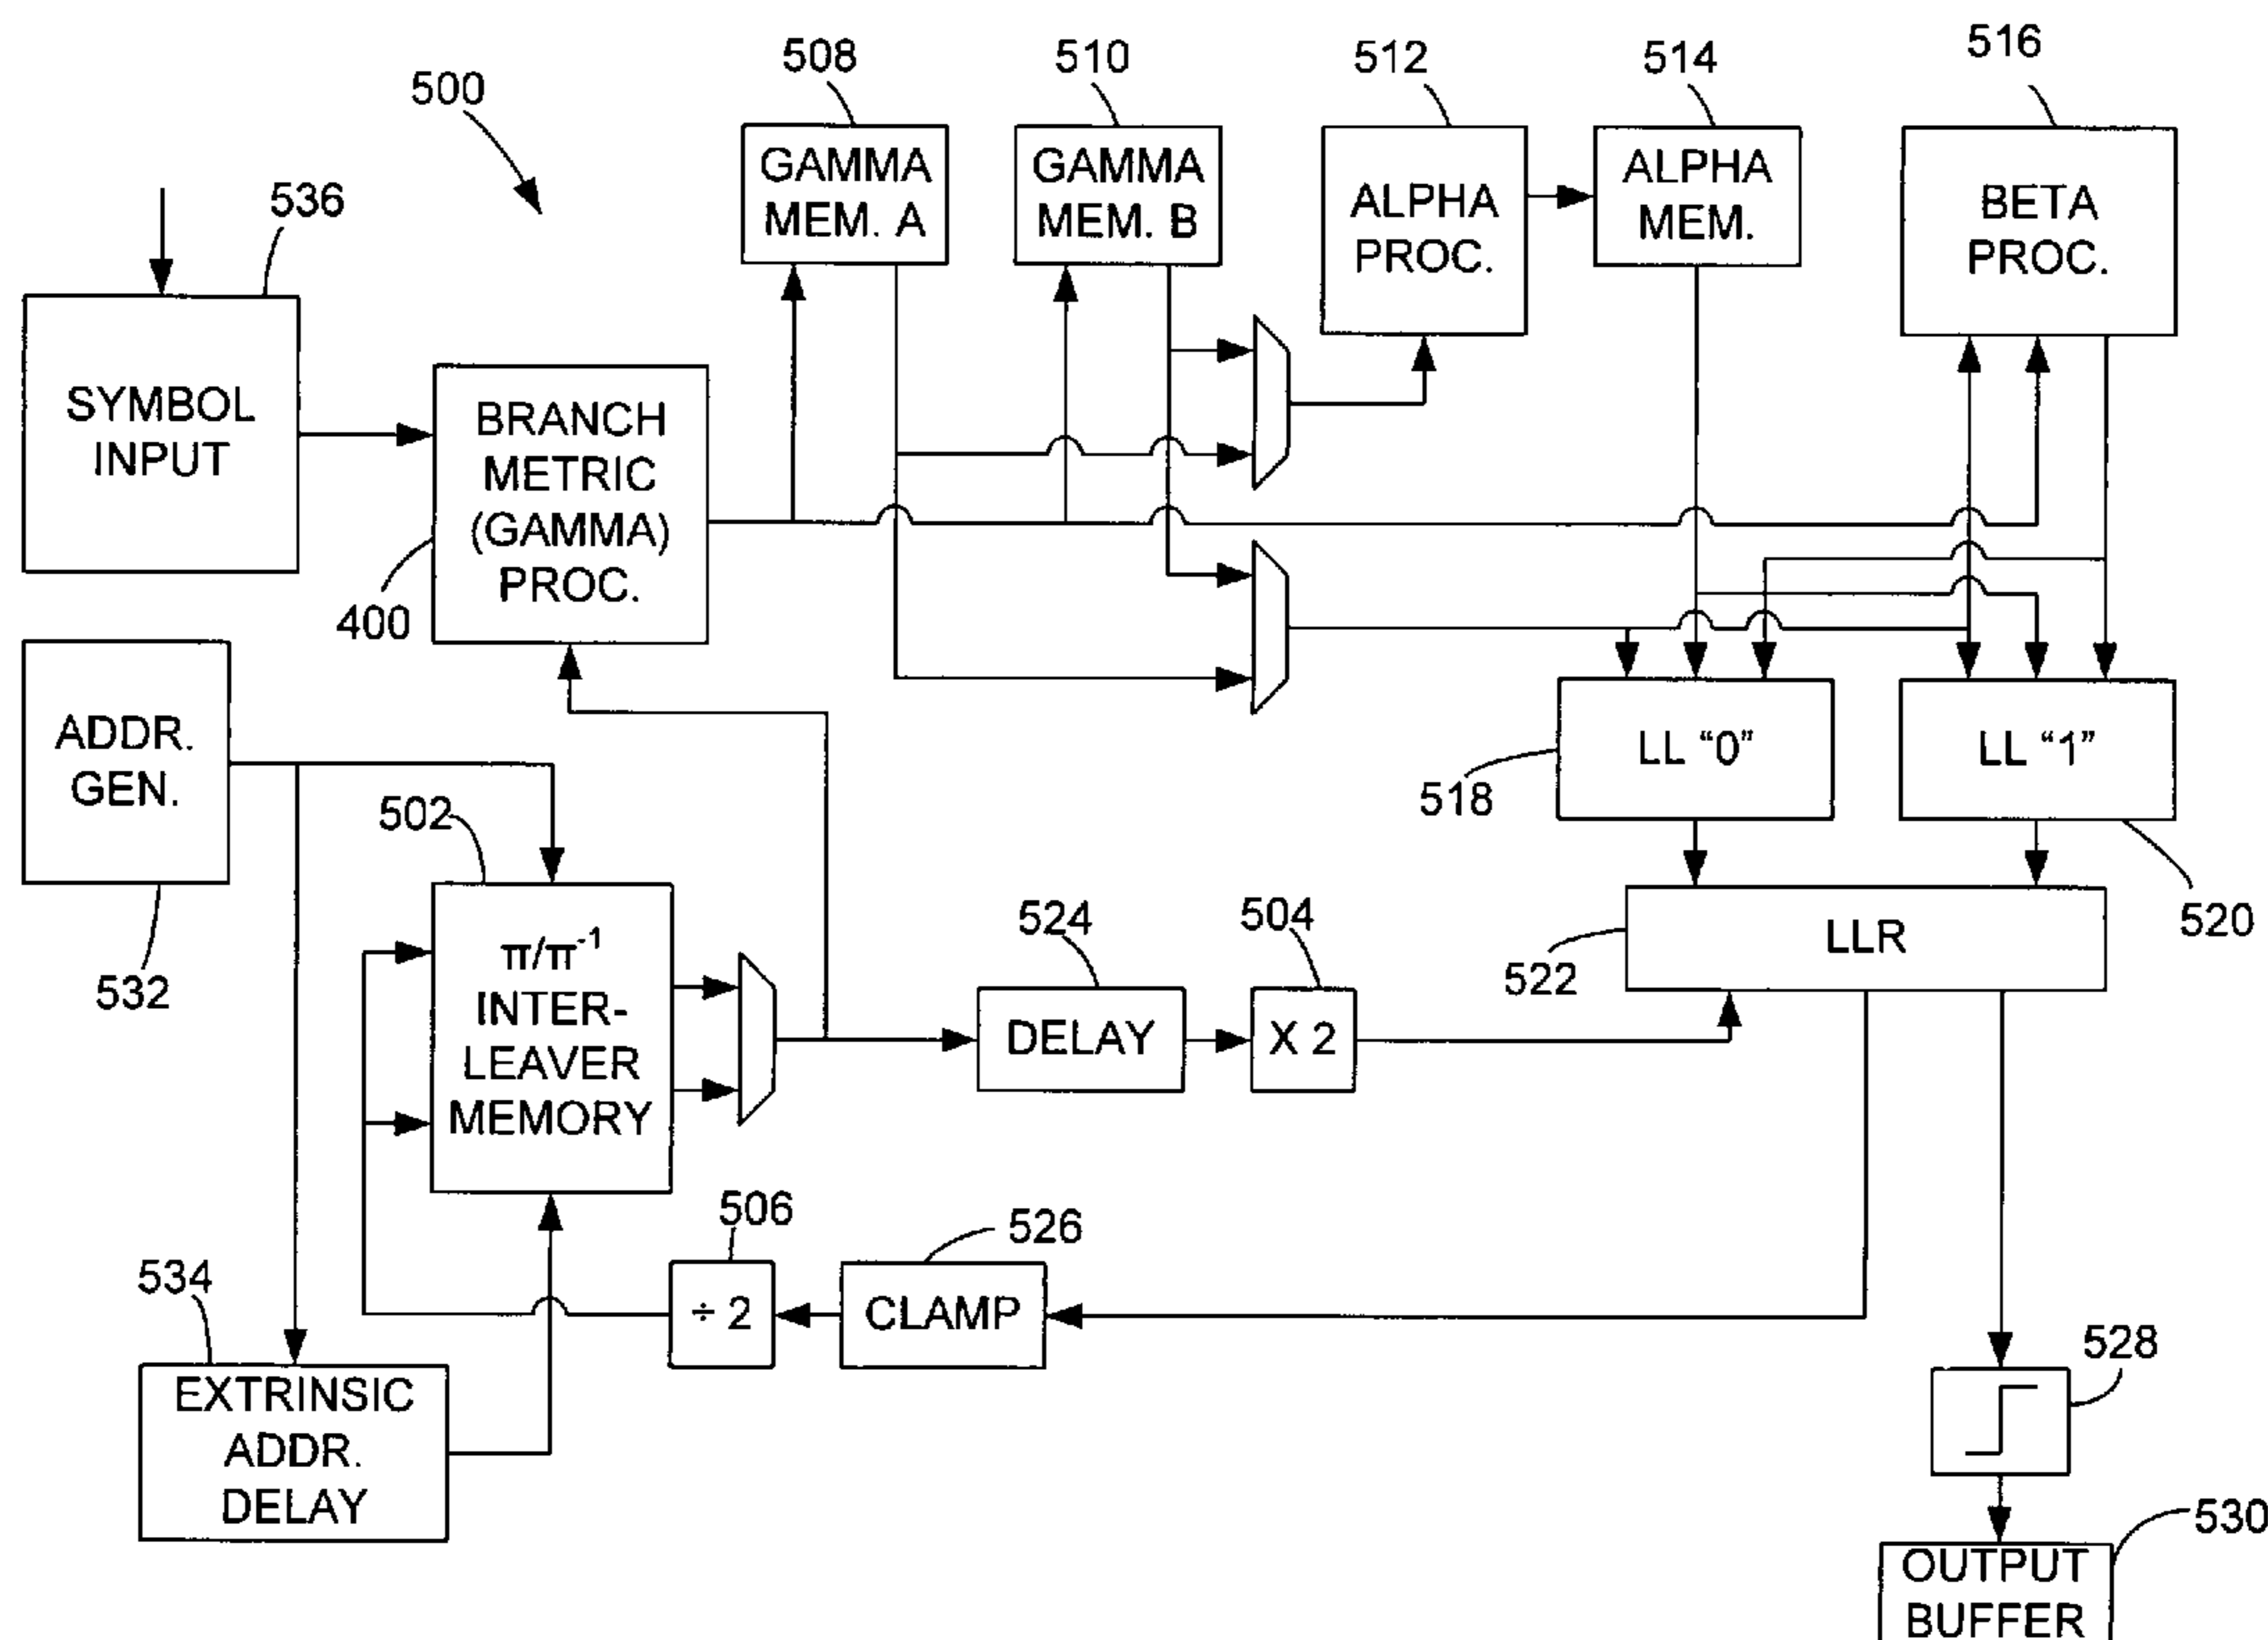 500
508
510
512
514
516
536
GAMMA
MEM. A
GAMMA
MEM. B
ALPHA
PROC.
ALPHA
MEM.
BETA
PROC.
SYMBOL
INPUT
BRANCH
METRIC
(GAMMA)
PROC.
400
ADDR.
GEN.
532
502
π/π⁻¹
INTER-
LEAVER
MEMORY
524
DELAY
504
X 2
LL “0”
518
LL “1”
520
LLR
522
506
÷ 2
526
CLAMP
534
EXTRINSIC
ADDR.
DELAY
528
530
OUTPUT
BUFFER